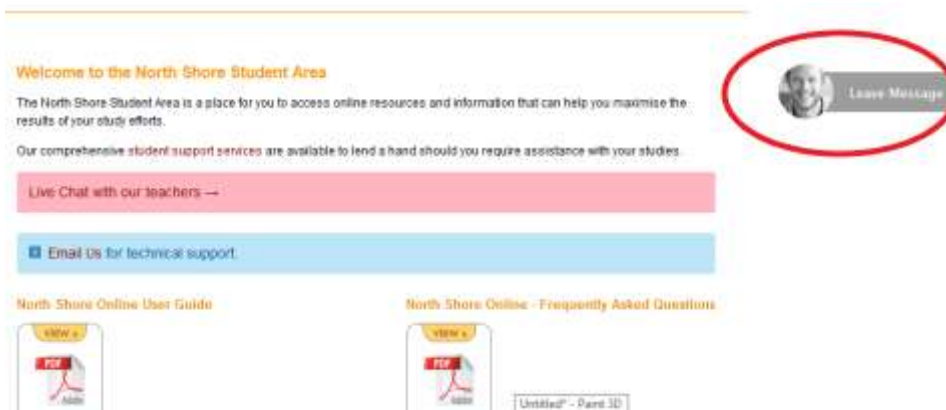 Welcome to the North Shore Student Area
Leave Message
The North Shore Student Area is a place for you to access online resources and information that can help you maximise the
results of your study efforts.
Our comprehensive student support services are available to lend a hand should you require assistance with your studies.
Live Chat with our teachers →
Email Us for technical support.
North Shore Online User Guide
North Shore Online - Frequently Asked Questions
view »
view »
PDF
PDF
Adobe
Adobe
Untitled* - Paint 3D